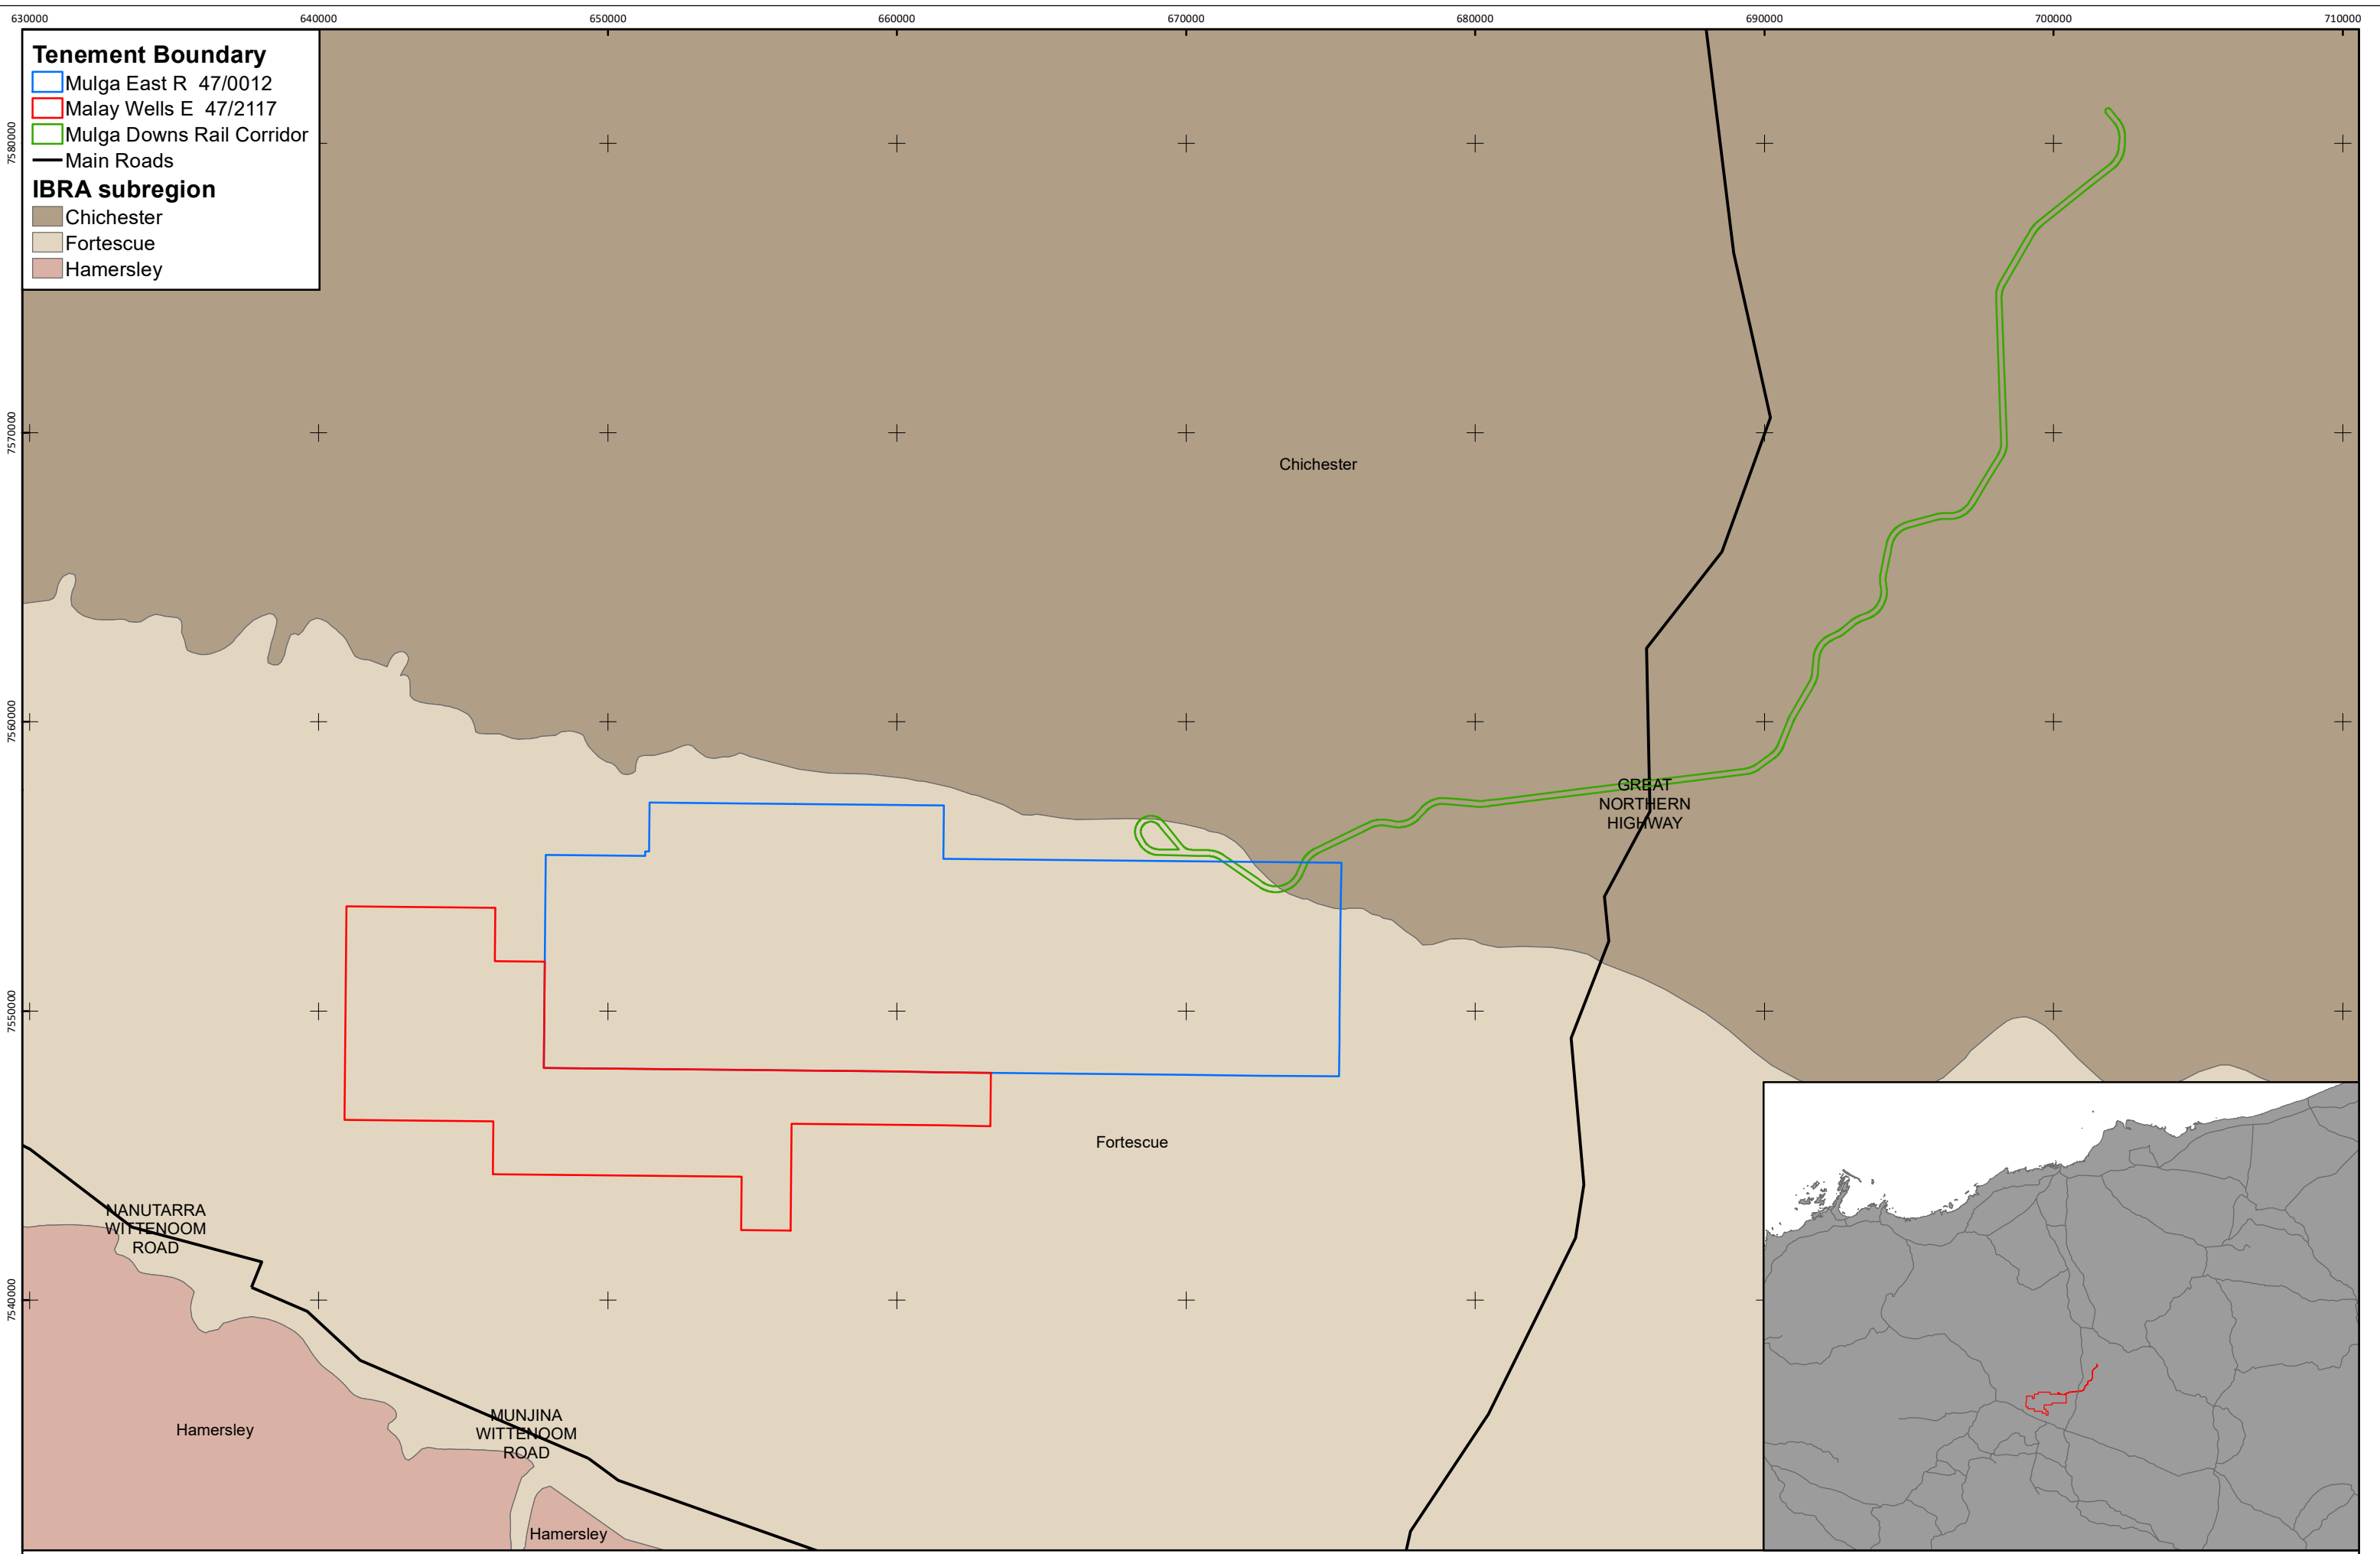 630000 640000 650000 660000 670000 680000 690000 700000 710000
Tenement Boundary
Mulga East R 47/0012
Malay Wells E 47/2117
Mulga Downs Rail Corridor
Main Roads
IBRA subregion
Chichester
Fortescue
Hamersley
7580000
7570000
7560000
7550000
7540000
Chichester
GREAT
NORTHERN
HIGHWAY
Fortescue
NANUTARRA
WITTENOOM
ROAD
MUNJINA
WITTENOOM
ROAD
Hamersley
Hamersley